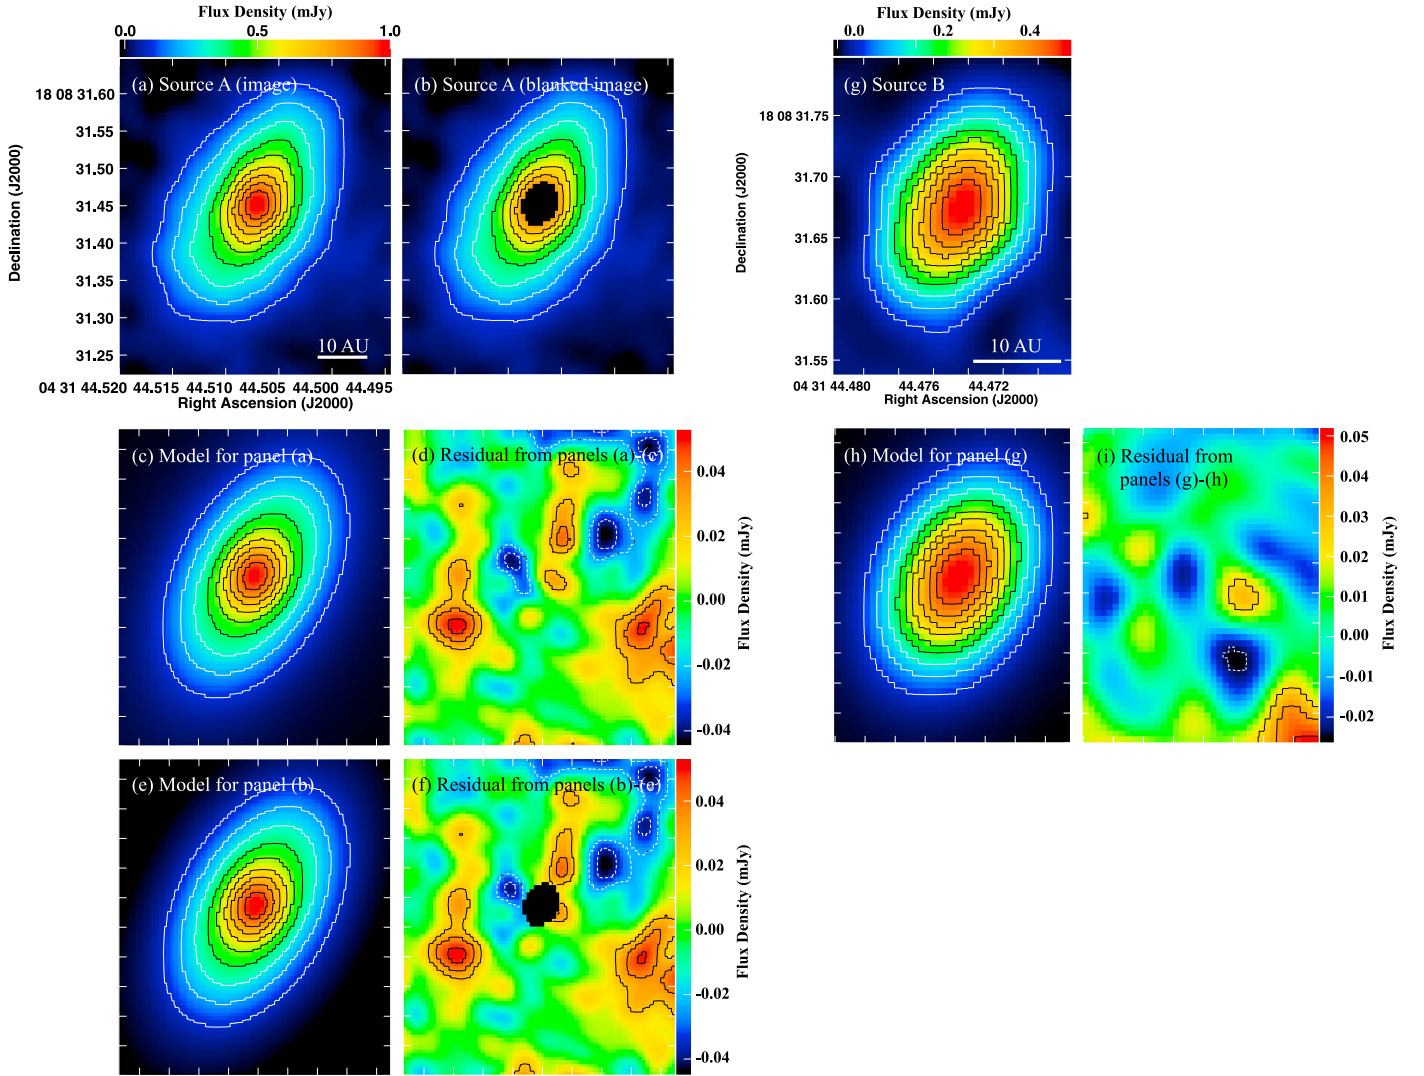 Flux Density (mJy)
0.0 0.5 1.0
(a) Source A (image)
(b) Source A (blanked image)
Declination (J2000)
18 08 31.60
31.55
31.50
31.45
31.40
31.35
31.30
31.25
10 AU
04 31 44.520 44.515 44.510 44.505 44.500 44.495
Right Ascension (J2000)
Flux Density (mJy)
0.0 0.2 0.4
(g) Source B
Declination (J2000)
18 08 31.75
31.70
31.65
31.60
31.55
10 AU
04 31 44.480 44.476 44.472
Right Ascension (J2000)
(c) Model for panel (a)
(d) Residual from panels (a)-(c)
0.04
0.02
0.00
-0.02
-0.04
Flux Density (mJy)
(h) Model for panel (g)
(i) Residual from
panels (g)-(h)
0.05
0.04
0.03
0.02
0.01
0.00
-0.01
-0.02
Flux Density (mJy)
(e) Model for panel (b)
(f) Residual from panels (b)-(e)
0.04
0.02
0.00
-0.02
-0.04
Flux Density (mJy)